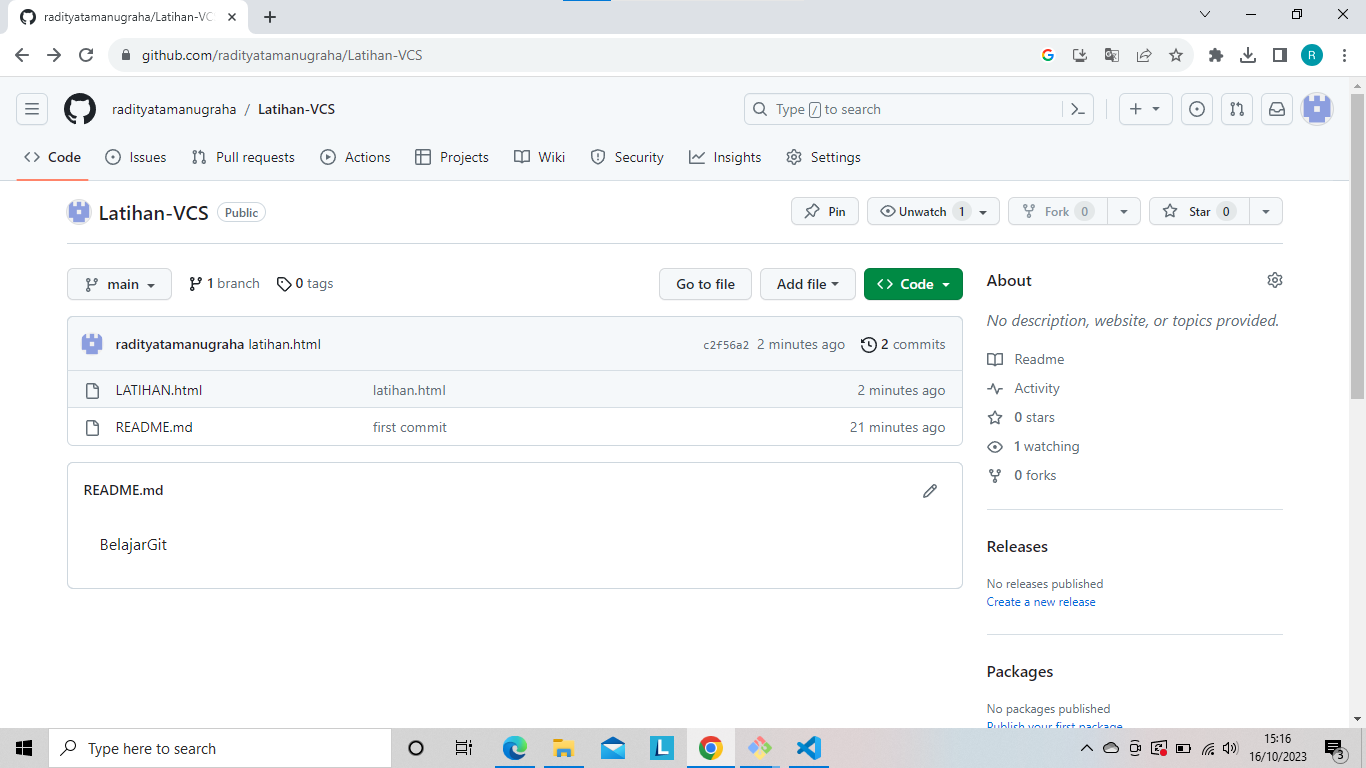 radityatamanugraha/Latihan-VC
github.com/radityatamanugraha/Latihan-VCS
G
R
radityatamanugraha / Latihan-VCS
Type / to search
Code Issues Pull requests Actions Projects Wiki Security Insights Settings
Latihan-VCS Public
Pin Unwatch 1 Fork 0 Star 0
main 1 branch 0 tags
Go to file Add file Code
radityatamanugraha latihan.html c2f56a2 2 minutes ago 2 commits
LATIHAN.html latihan.html 2 minutes ago
README.md first commit 21 minutes ago
README.md
BelajarGit
About
No description, website, or topics provided.
Readme
Activity
0 stars
1 watching
0 forks
Releases
No releases published
Create a new release
Packages
No packages published
Publish your first package
Type here to search
L
15:16
16/10/2023
3